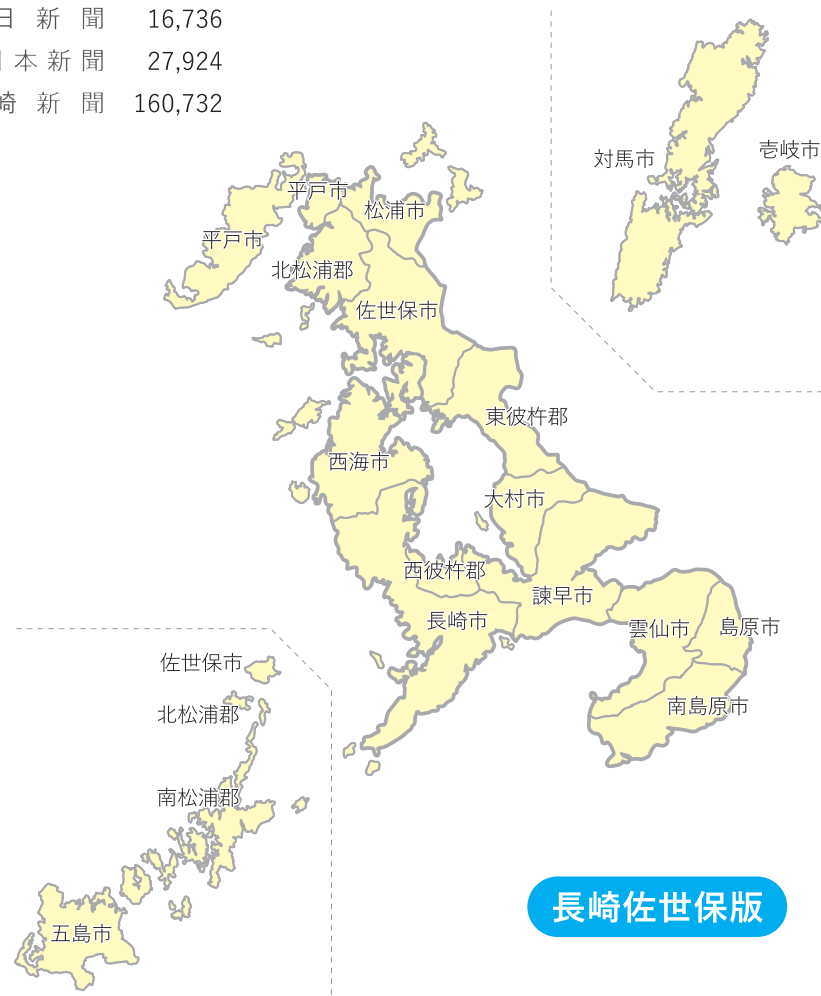 日新聞 16,736
日本新聞 27,924
崎新聞 160,732
対馬市
壱岐市
平戸市
松浦市
平戸市
北松浦郡
佐世保市
東彼杵郡
西海市
大村市
西彼杵郡
諫早市
長崎市
雲仙市
島原市
佐世保市
北松浦郡
南島原市
南松浦郡
長崎佐世保版
五島市